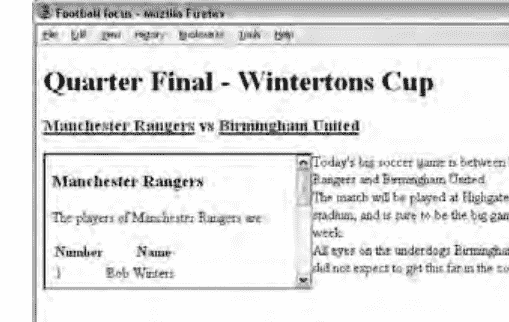 Football focus - Mozilla Firefox
File Edit View History Bookmarks Tools Help
Quarter Final - Wintertons Cup
Manchester Rangers vs Birmingham United
Manchester Rangers
The players of Manchester Rangers are
Number Name
1 Bob Winters
Today's big soccer game is between
Rangers and Birmingham United.
The match will be played at Highgate
stadium, and is sure to be the big gam
week.
All eyes on the underdogs Birmingha
did not expect to get this far in the co